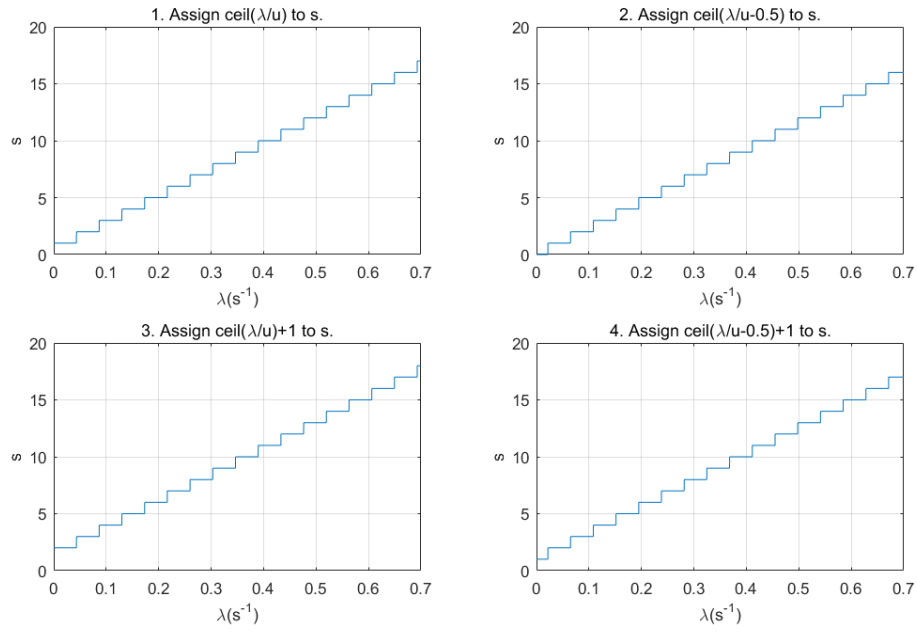 1. Assign ceil(λ/u) to s.
20
15
10
5
0
s
0 0.1 0.2 0.3 0.4 0.5 0.6 0.7
λ(s⁻¹)
2. Assign ceil(λ/u-0.5) to s.
20
15
10
5
0
s
0 0.1 0.2 0.3 0.4 0.5 0.6 0.7
λ(s⁻¹)
3. Assign ceil(λ/u)+1 to s.
20
15
10
5
0
s
0 0.1 0.2 0.3 0.4 0.5 0.6 0.7
λ(s⁻¹)
4. Assign ceil(λ/u-0.5)+1 to s.
20
15
10
5
0
s
0 0.1 0.2 0.3 0.4 0.5 0.6 0.7
λ(s⁻¹)